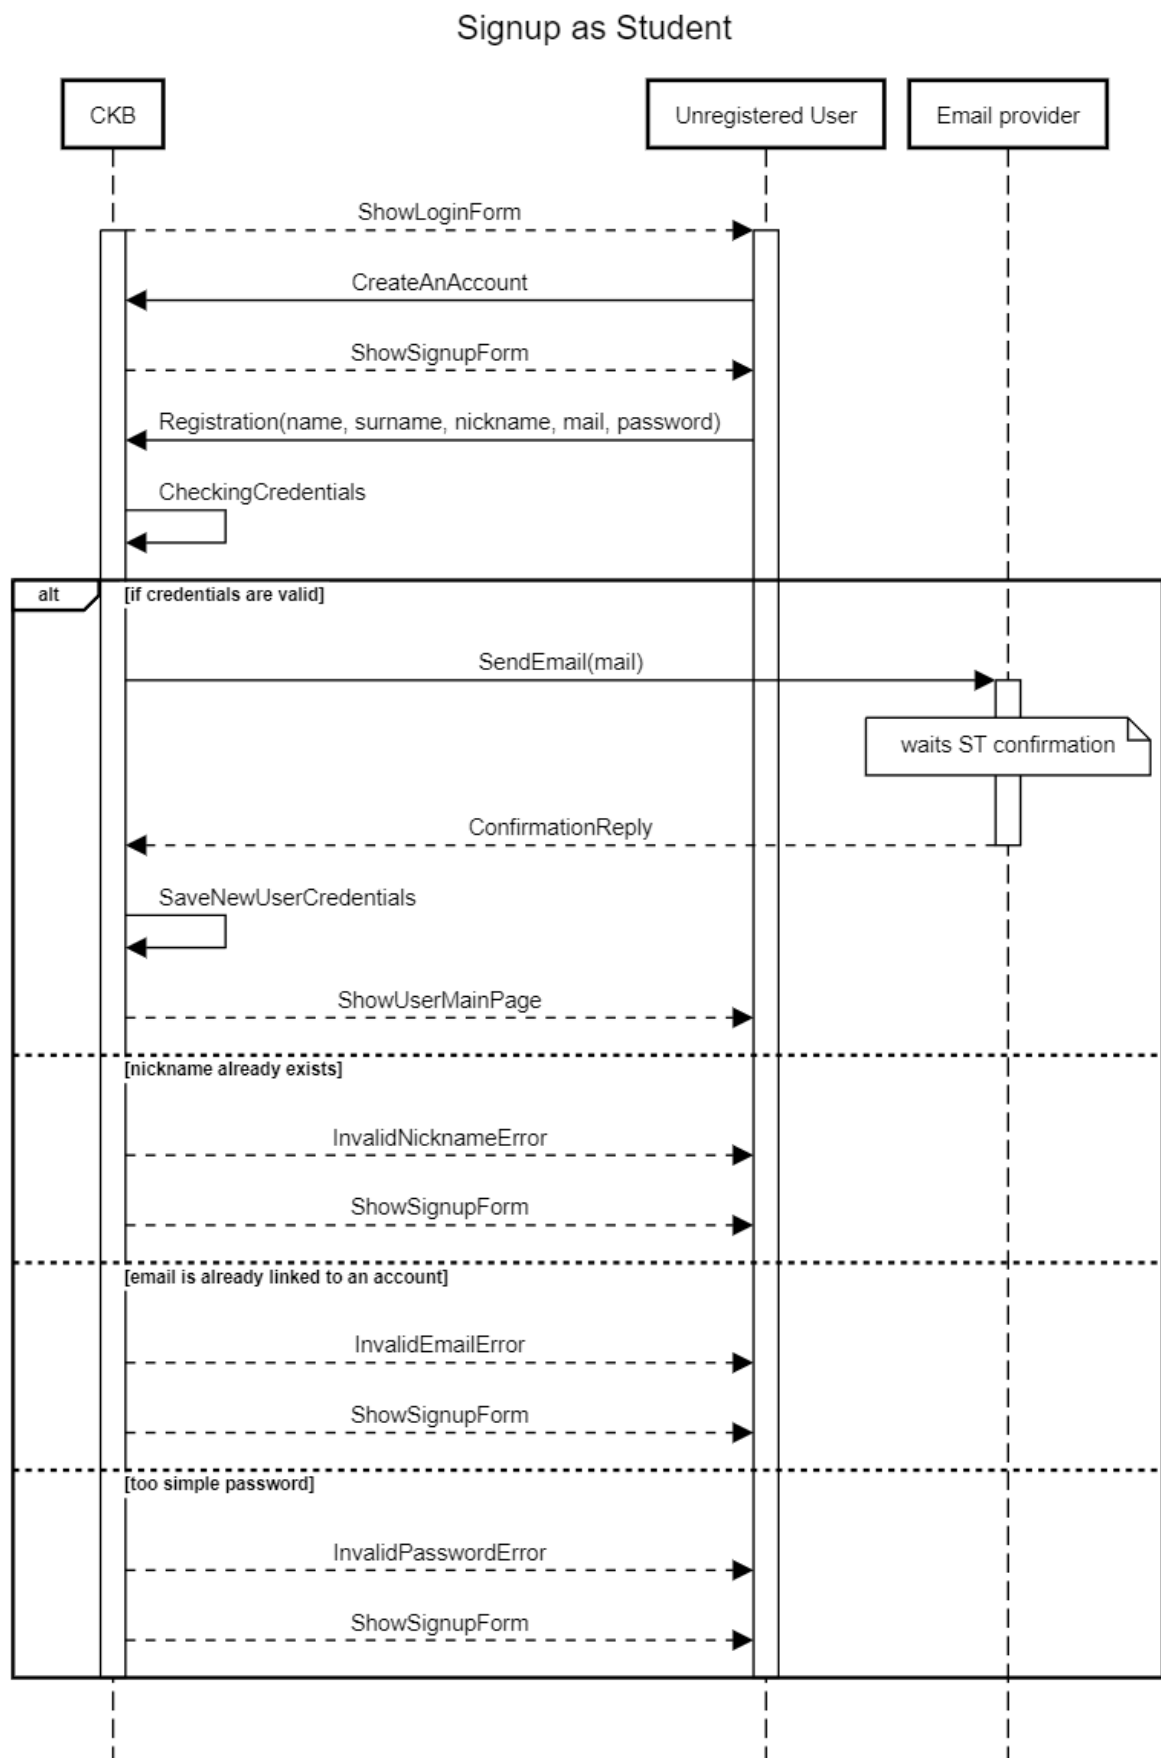 Signup as Student
CKB
Unregistered User
Email provider
ShowLoginForm
CreateAnAccount
ShowSignupForm
Registration(name, surname, nickname, mail, password)
CheckingCredentials
alt
[if credentials are valid]
SendEmail(mail)
waits ST confirmation
ConfirmationReply
SaveNewUserCredentials
ShowUserMainPage
[nickname already exists]
InvalidNicknameError
ShowSignupForm
[email is already linked to an account]
InvalidEmailError
ShowSignupForm
[too simple password]
InvalidPasswordError
ShowSignupForm